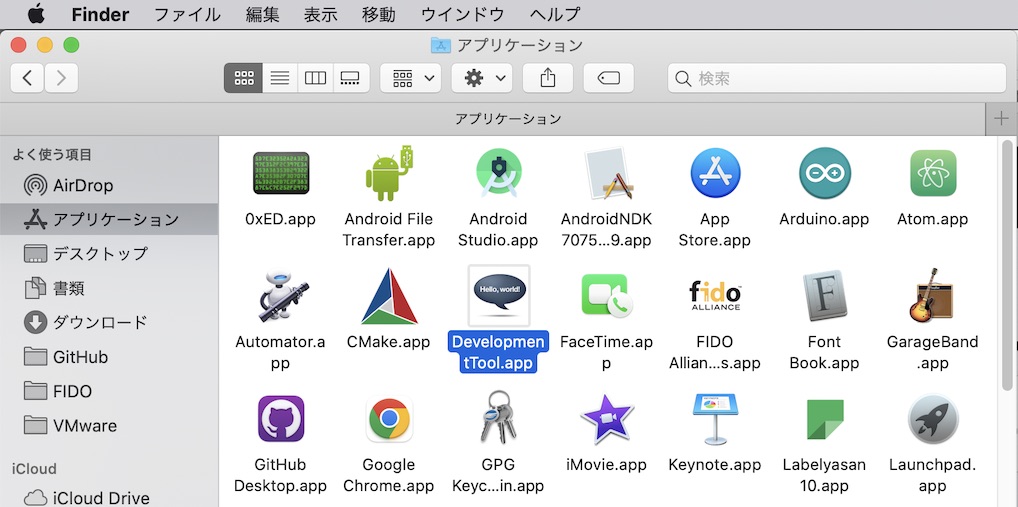 Finder ファイル 編集 表示 移動 ウインドウ ヘルプ
アプリケーション
検索
アプリケーション
よく使う項目
AirDrop
アプリケーション
デスクトップ
書類
ダウンロード
GitHub
FIDO
VMware
iCloud
iCloud Drive
0xED.app
Android File
Transfer.app
Android
Studio.app
AndroidNDK
7075...9.app
App
Store.app
Arduino.app
Atom.app
Automator.a
pp
CMake.app
Hello, world!
Developmen
tTool.app
FaceTime.ap
p
fido
ALLIANCE
FIDO
Allian...s.app
F
Font
Book.app
GarageBand
.app
GitHub
Desktop.app
Google
Chrome.app
GPG
Keyc...in.app
iMovie.app
Keynote.app
Labelyasan
10.app
Launchpad.
app